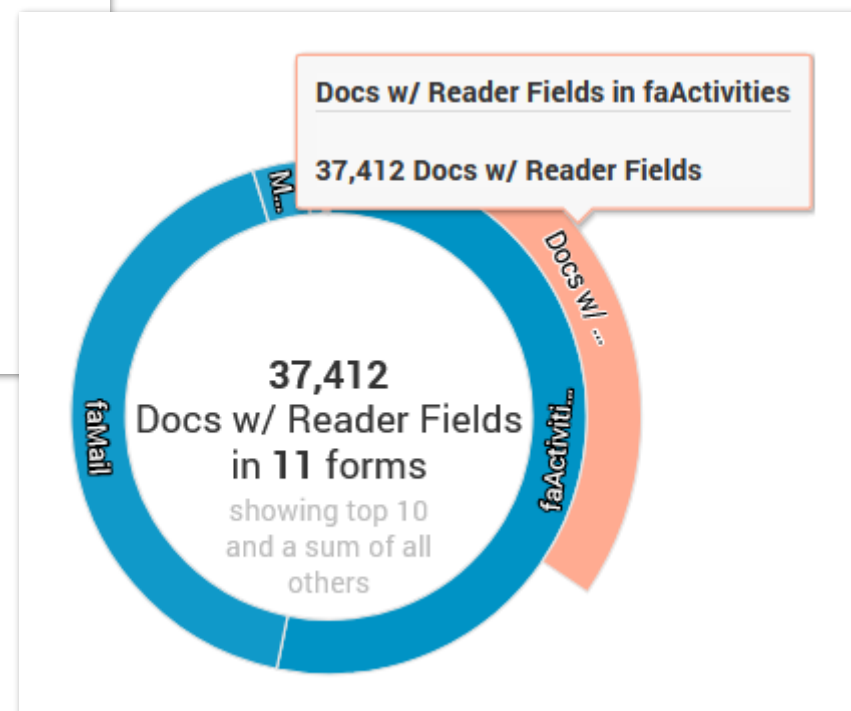 Docs w/ Reader Fields in faActivities
37,412 Docs w/ Reader Fields
M...
Docs w/ ...
37,412
Docs w/ Reader Fields
in 11 forms
showing top 10
and a sum of all
others
faMail
faActiviti...